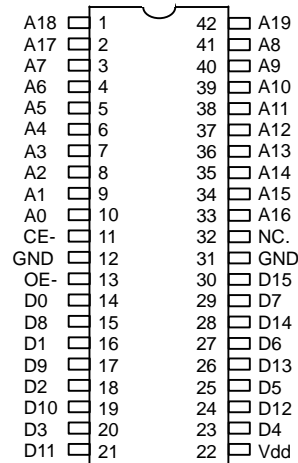 A18 1 42 A19
A17 2 41 A8
A7 3 40 A9
A6 4 39 A10
A5 5 38 A11
A4 6 37 A12
A3 7 36 A13
A2 8 35 A14
A1 9 34 A15
A0 10 33 A16
CE- 11 32 NC.
GND 12 31 GND
OE- 13 30 D15
D0 14 29 D7
D8 15 28 D14
D1 16 27 D6
D9 17 26 D13
D2 18 25 D5
D10 19 24 D12
D3 20 23 D4
D11 21 22 Vdd